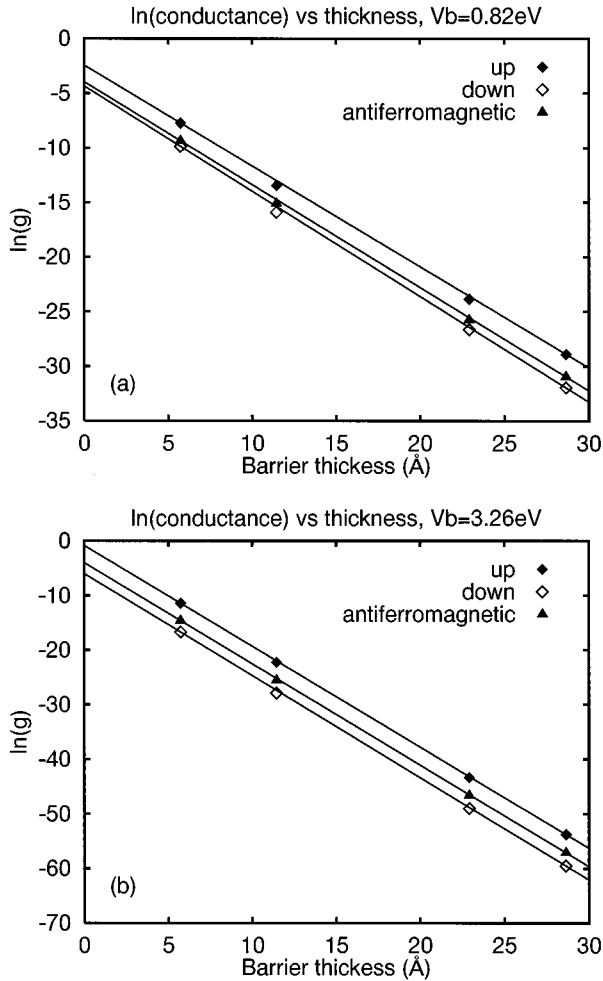 ln(conductance) vs thickness, Vb=0.82eV
0
-5
-10
-15
-20
-25
-30
-35
ln(g)
up
down
antiferromagnetic
(a)
0 5 10 15 20 25 30
Barrier thickess (Å)
ln(conductance) vs thickness, Vb=3.26eV
0
-10
-20
-30
-40
-50
-60
-70
ln(g)
up
down
antiferromagnetic
(b)
0 5 10 15 20 25 30
Barrier thickess (Å)